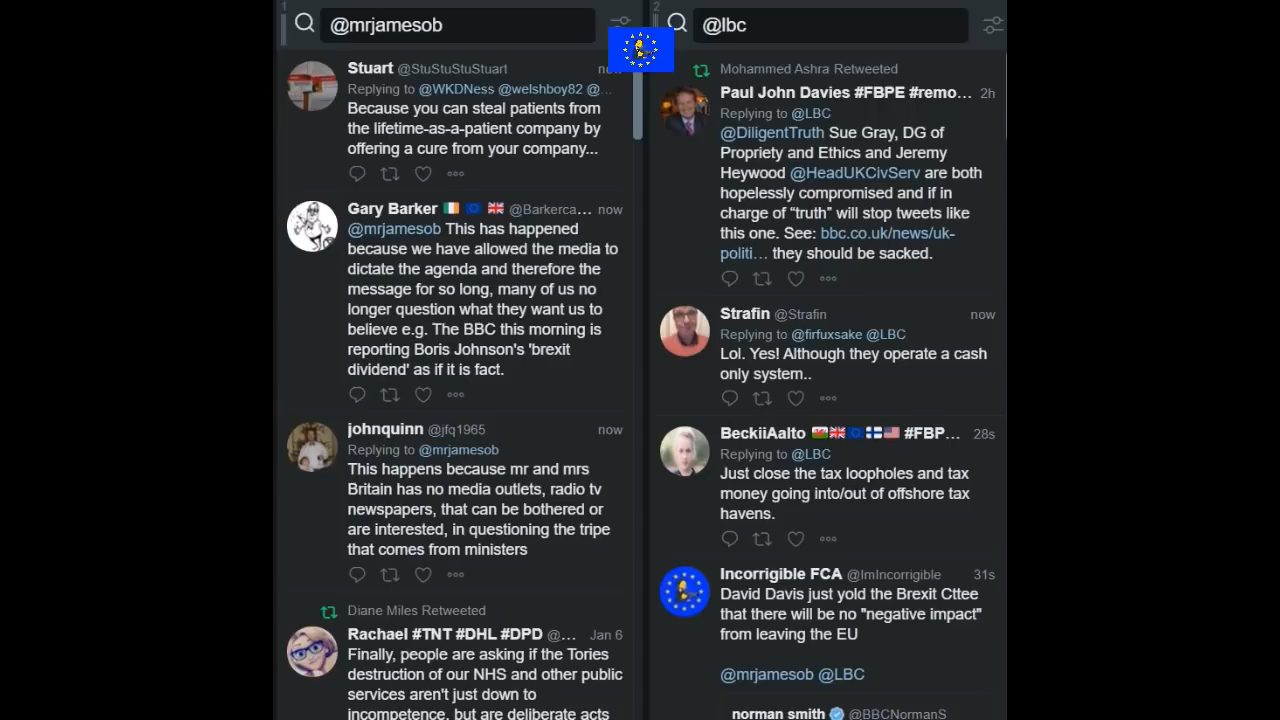 1
@mrjamesob
Stuart @StuStuStuStuart
Replying to @WKDNess @welshboy82 @...
Because you can steal patients from
the lifetime-as-a-patient company by
offering a cure from your company...
Gary Barker @Barkerca... now
@mrjamesob This has happened
because we have allowed the media to
dictate the agenda and therefore the
message for so long, many of us no
longer question what they want us to
believe e.g. The BBC this morning is
reporting Boris Johnson's 'brexit
dividend' as if it is fact.
johnquinn @jfq1965 now
Replying to @mrjamesob
This happens because mr and mrs
Britain has no media outlets, radio tv
newspapers, that can be bothered or
are interested, in questioning the tripe
that comes from ministers
Diane Miles Retweeted
Rachael #TNT #DHL #DPD @... Jan 6
Finally, people are asking if the Tories
destruction of our NHS and other public
services aren't just down to
incompetence, but are deliberate acts
2
@lbc
Mohammed Ashra Retweeted
Paul John Davies #FBPE #remo... 2h
Replying to @LBC
@DiligentTruth Sue Gray, DG of
Propriety and Ethics and Jeremy
Heywood @HeadUKCivServ are both
hopelessly compromised and if in
charge of “truth” will stop tweets like
this one. See: bbc.co.uk/news/uk-
politi… they should be sacked.
Strafin @Strafin now
Replying to @firfuxsake @LBC
Lol. Yes! Although they operate a cash
only system..
BeckiiAalto #FBP... 28s
Replying to @LBC
Just close the tax loopholes and tax
money going into/out of offshore tax
havens.
Incorrigible FCA @ImIncorrigible 31s
David Davis just yold the Brexit Cttee
that there will be no "negative impact"
from leaving the EU
@mrjamesob @LBC
norman smith @BBCNormanS